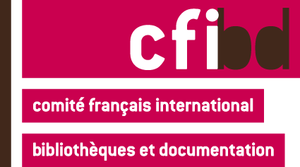 cfibd
comité français international
bibliothèques et documentation